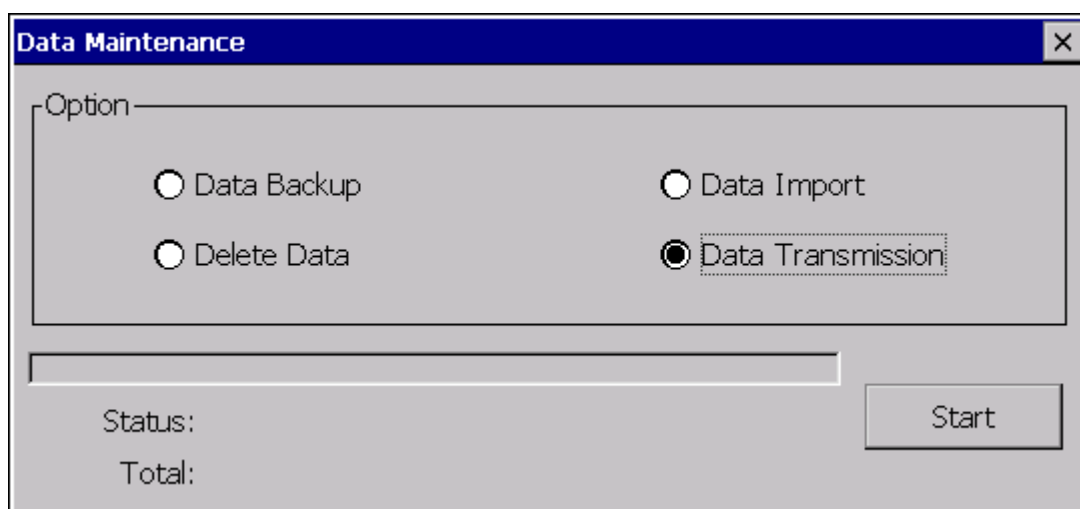 Data Maintenance
Option
Data Backup
Data Import
Delete Data
Data Transmission
Start
Status:
Total: